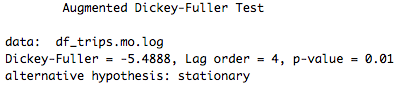 Augmented Dickey-Fuller Test
data:  df_trips.mo.log
Dickey-Fuller = -5.4888, Lag order = 4, p-value = 0.01
alternative hypothesis: stationary